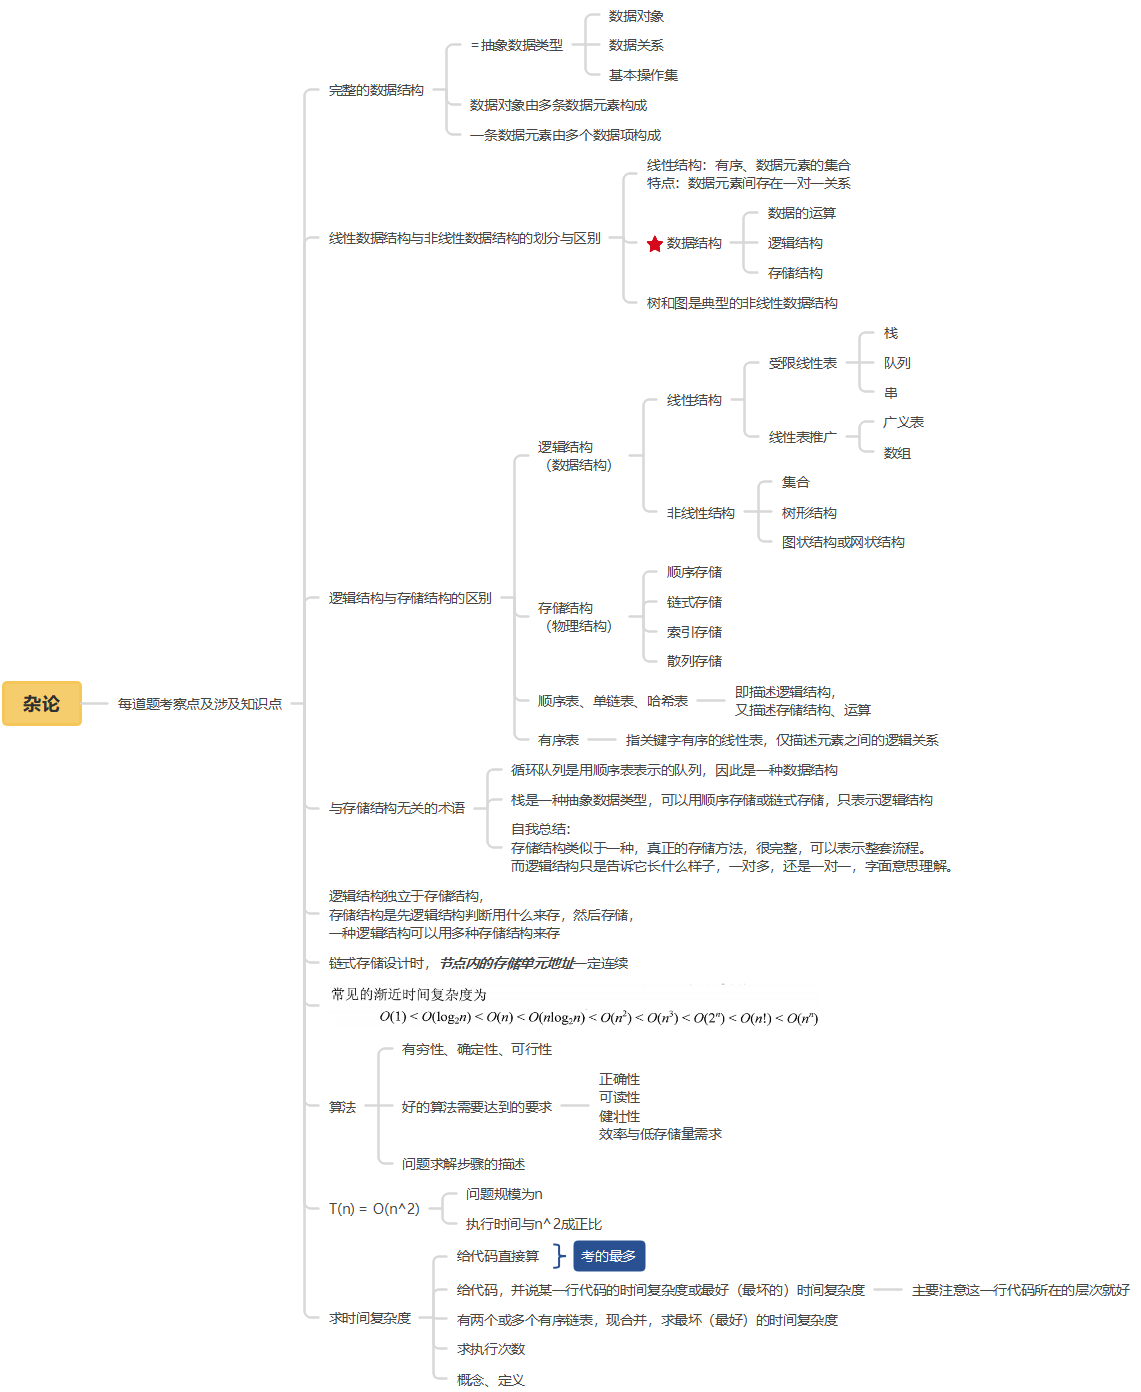 杂论
每道题考察点及涉及知识点
完整的数据结构
=抽象数据类型
数据对象
数据关系
基本操作集
数据对象由多条数据元素构成
一条数据元素由多个数据项构成
线性数据结构与非线性数据结构的划分与区别
线性结构：有序、数据元素的集合
特点：数据元素间存在一对一关系
数据结构
数据的运算
逻辑结构
存储结构
树和图是典型的非线性数据结构
逻辑结构与存储结构的区别
逻辑结构
（数据结构）
线性结构
受限线性表
栈
队列
串
线性表推广
广义表
数组
非线性结构
集合
树形结构
图状结构或网状结构
存储结构
（物理结构）
顺序存储
链式存储
索引存储
散列存储
顺序表、单链表、哈希表
即描述逻辑结构，
又描述存储结构、运算
有序表
指关键字有序的线性表，仅描述元素之间的逻辑关系
与存储结构无关的术语
循环队列是用顺序表表示的队列，因此是一种数据结构
栈是一种抽象数据类型，可以用顺序存储或链式存储，只表示逻辑结构
自我总结：
存储结构类似于一种，真正的存储方法，很完整，可以表示整套流程。
而逻辑结构只是告诉它长什么样子，一对多，还是一对一，字面意思理解。
逻辑结构独立于存储结构，
存储结构是先逻辑结构判断用什么来存，然后存储，
一种逻辑结构可以用多种存储结构来存
链式存储设计时，节点内的存储单元地址一定连续
常见的渐近时间复杂度为
O(1) < O(log₂n) < O(n) < O(nlog₂n) < O(n²) < O(n³) < O(2ⁿ) < O(n!) < O(nⁿ)
算法
有穷性、确定性、可行性
好的算法需要达到的要求
正确性
可读性
健壮性
效率与低存储量需求
问题求解步骤的描述
T(n) = O(n^2)
问题规模为n
执行时间与n^2成正比
求时间复杂度
给代码直接算
考的最多
给代码，并说某一行代码的时间复杂度或最好（最坏的）时间复杂度
主要注意这一行代码所在的层次就好
有两个或多个有序链表，现合并，求最坏（最好）的时间复杂度
求执行次数
概念、定义